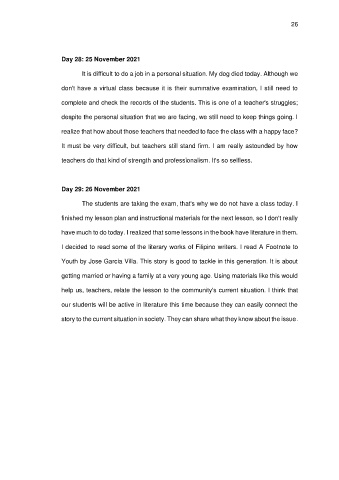 26
Day 28: 25 November 2021
It is difficult to do a job in a personal situation. My dog died today. Although we
don't have a virtual class because it is their summative examination, I still need to
complete and check the records of the students. This is one of a teacher's struggles;
despite the personal situation that we are facing, we still need to keep things going. I
realize that how about those teachers that needed to face the class with a happy face?
It must be very difficult, but teachers still stand firm. I am really astounded by how
teachers do that kind of strength and professionalism. It's so selfless.
Day 29: 26 November 2021
The students are taking the exam, that's why we do not have a class today. I
finished my lesson plan and instructional materials for the next lesson, so I don't really
have much to do today. I realized that some lessons in the book have literature in them.
I decided to read some of the literary works of Filipino writers. I read A Footnote to
Youth by Jose Garcia Villa. This story is good to tackle in this generation. It is about
getting married or having a family at a very young age. Using materials like this would
help us, teachers, relate the lesson to the community's current situation. I think that
our students will be active in literature this time because they can easily connect the
story to the current situation in society. They can share what they know about the issue.